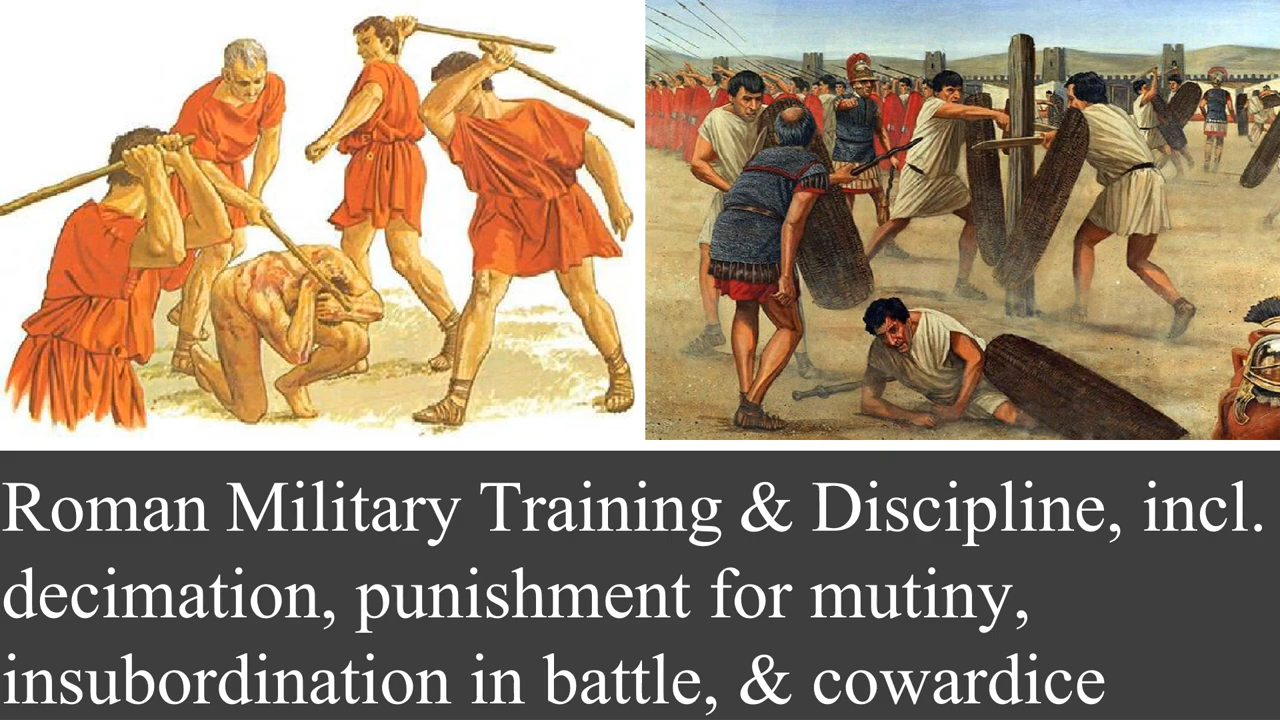 Roman Military Training & Discipline, incl.
decimation, punishment for mutiny,
insubordination in battle, & cowardice